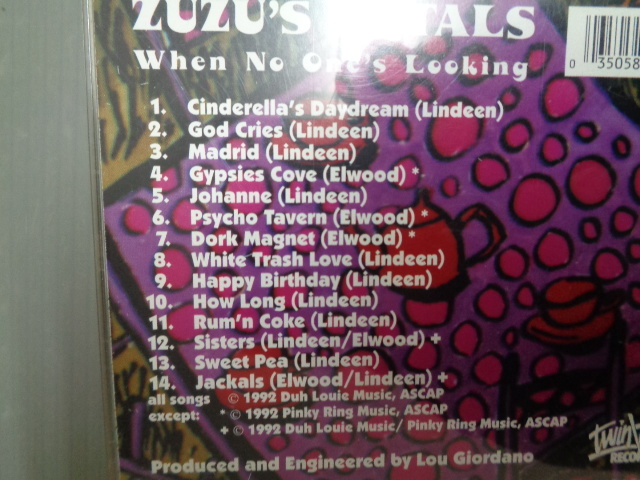 ZUZU'S PETALS
When No One's Looking
0 35058
1. Cinderella's Daydream (Lindeen)
2. God Cries (Lindeen)
3. Madrid (Lindeen)
4. Gypsies Cove (Elwood) *
5. Johanne (Lindeen)
6. Psycho Tavern (Elwood) *
7. Dork Magnet (Elwood) *
8. White Trash Love (Lindeen)
9. Happy Birthday (Lindeen)
10. How Long (Lindeen)
11. Rum'n Coke (Lindeen)
12. Sisters (Lindeen/Elwood) +
13. Sweet Pea (Lindeen)
14. Jackals (Elwood/Lindeen) +
all songs © 1992 Duh Louie Music, ASCAP
except: * © 1992 Pinky Ring Music, ASCAP
+ © 1992 Duh Louie Music/ Pinky Ring Music, ASCAP
Produced and Engineered by Lou Giordano